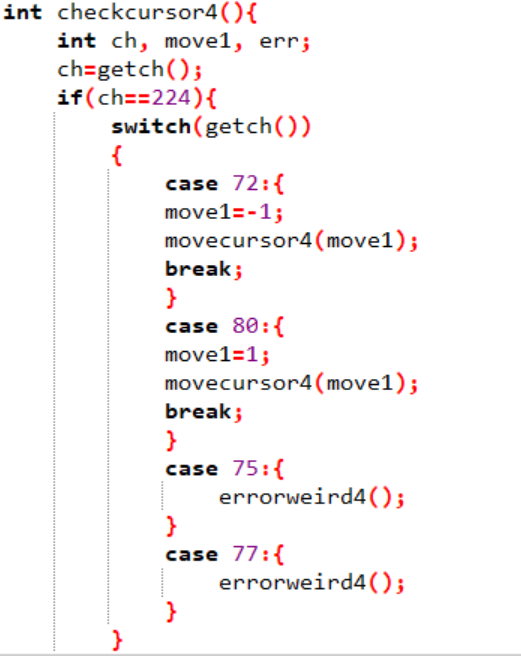 int checkcursor4(){
    int ch, move1, err;
    ch=getch();
    if(ch==224){
        switch(getch())
        {
            case 72:{
            move1=-1;
            movecursor4(move1);
            break;
            }
            case 80:{
            move1=1;
            movecursor4(move1);
            break;
            }
            case 75:{
                errorweird4();
            }
            case 77:{
                errorweird4();
            }
        }